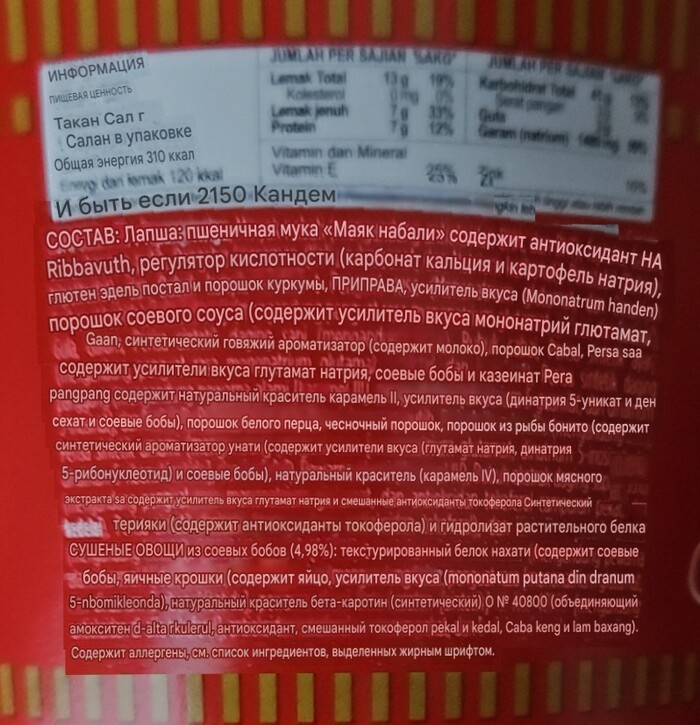 ИНФОРМАЦИЯ
ПИЩЕВАЯ ЦЕННОСТЬ
Такан Сал г
Салан в упаковке
Общая энергия 310 ккал
Energi dan lemak 120 kkal
И быть если 2150 Кандем
JUMLAH PER SAJIAN %AKG*
Lemak Total 13 g 19%
Kolesterol 0 mg 0%
Lemak jenuh 7 g 33%
Protein 7 g 12%
Vitamin dan Mineral
Vitamin E 25%
JUMLAH PER SAJIAN
Karbohidrat Total
Serat pangan
Gula
Garam (natrium)
СОСТАВ: Лапша: пшеничная мука «Маяк набали» содержит антиоксидант НА
Ribbavuth, регулятор кислотности (карбонат кальция и картофель натрия),
глютен эдель постал и порошок куркумы, ПРИПРАВА, усилитель вкуса (Mononatrum handen)
порошок соевого соуса (содержит усилитель вкуса мононатрий глютамат,
Gaan; синтетический говяжий ароматизатор (содержит молоко), порошок Cabal, Persa saa
содержит усилители вкуса глутамат натрия, соевые бобы и казеинат Pera
pangpang содержит натуральный краситель карамель II, усилитель вкуса (динатрия 5-уникат и ден
сехат и соевые бобы), порошок белого перца, чесночный порошок, порошок из рыбы бонито (содержит
синтетический ароматизатор унати (содержит усилители вкуса (глутамат натрия, динатрия
5-рибонуклеотид) и соевые бобы), натуральный краситель (карамель IV), порошок мясного
экстракта sa содержит усилитель вкуса глутамат натрия и смешанные антиоксиданты токоферола Синтетический
терияки (содержит антиоксиданты токоферола) и гидролизат растительного белка
СУШЕНЫЕ ОВОЩИ из соевых бобов (4,98%): текстурированный белок нахати (содержит соевые
бобы, яичные крошки (содержит яйцо, усилитель вкуса (mononatum putana din dranum
5-nbomikleonda), натуральный краситель бета-каротин (синтетический) О № 40800 (объединяющий
амокситен d-alta rkulerul, антиоксидант, смешанный токоферол pekal и kedal, Caba keng и lam baxang).
Содержит аллергены, см. список ингредиентов, выделенных жирным шрифтом.